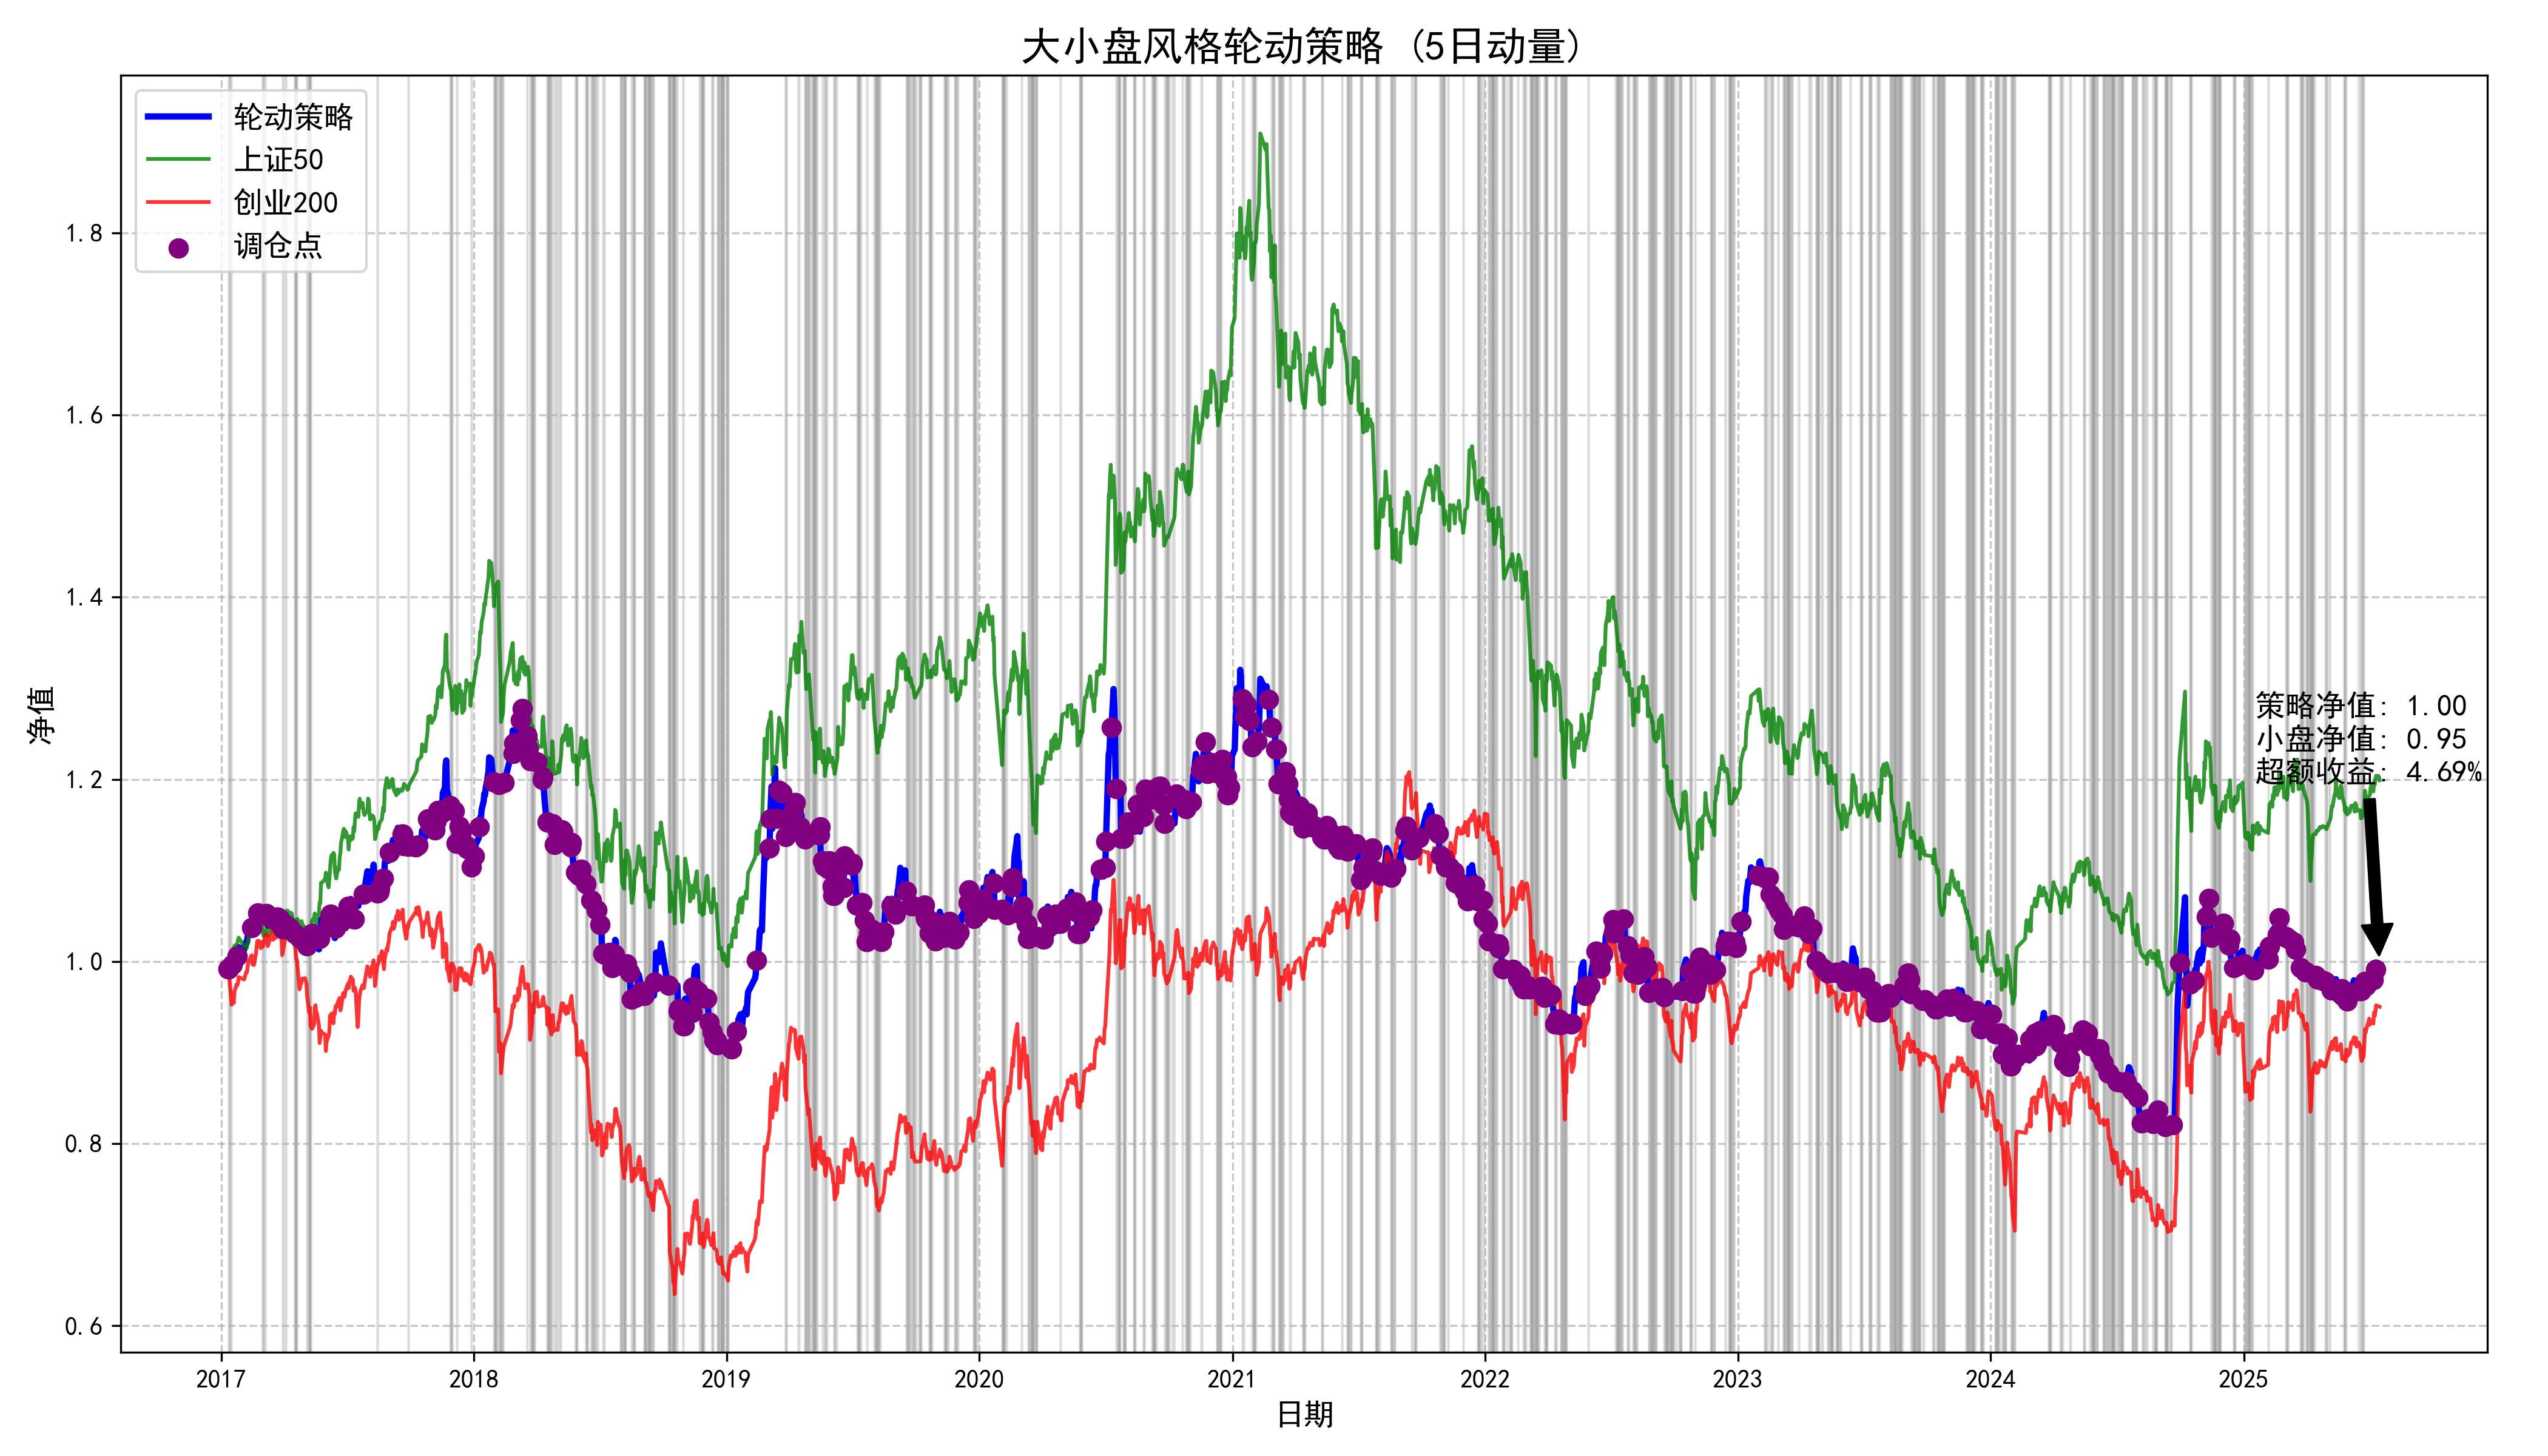 大小盘风格轮动策略 (5日动量)
轮动策略
上证50
创业200
调仓点
净值
1.8
1.6
1.4
1.2
1.0
0.8
0.6
策略净值: 1.00
小盘净值: 0.95
超额收益: 4.69%
2017
2018
2019
2020
2021
2022
2023
2024
2025
日期